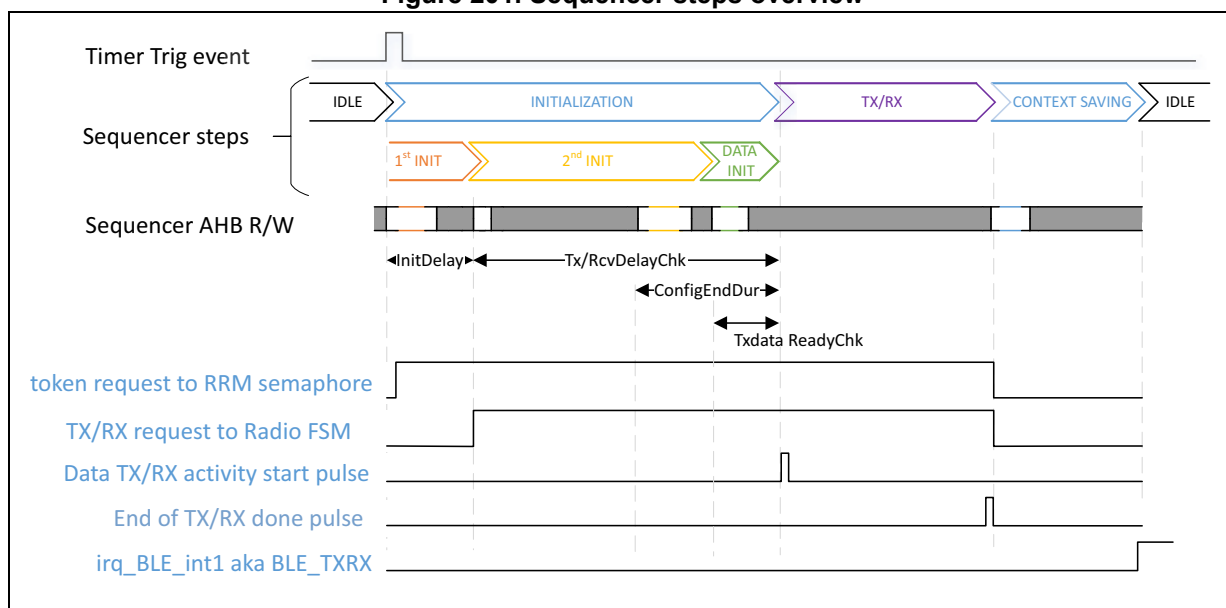 Figure 201. Sequencer steps overview
Timer Trig event
IDLE
INITIALIZATION
TX/RX
CONTEXT SAVING
IDLE
Sequencer steps
1st INIT
2nd INIT
DATA
INIT
Sequencer AHB R/W
InitDelay
Tx/RcvDelayChk
ConfigEndDur
Txdata ReadyChk
token request to RRM semaphore
TX/RX request to Radio FSM
Data TX/RX activity start pulse
End of TX/RX done pulse
irq_BLE_int1 aka BLE_TXRX